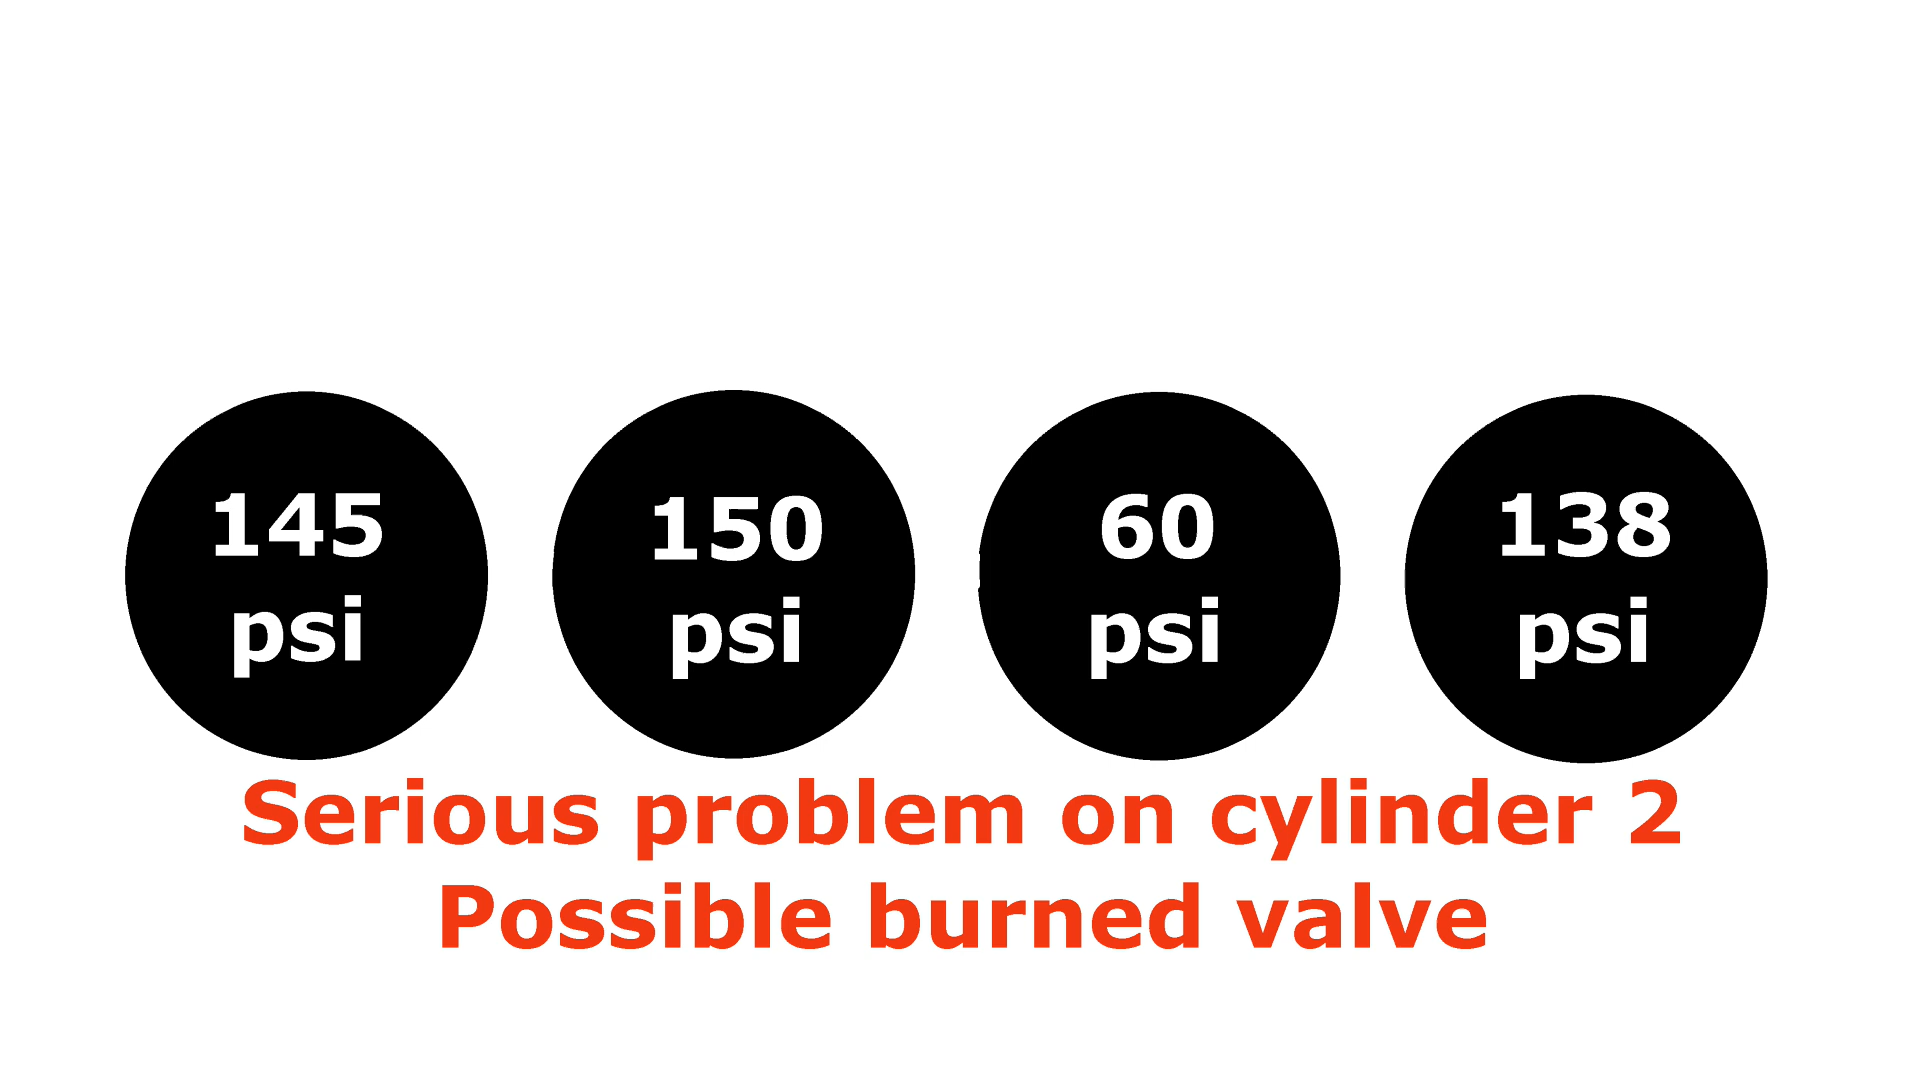 145
psi
150
psi
60
psi
138
psi
Serious problem on cylinder 2
Possible burned valve